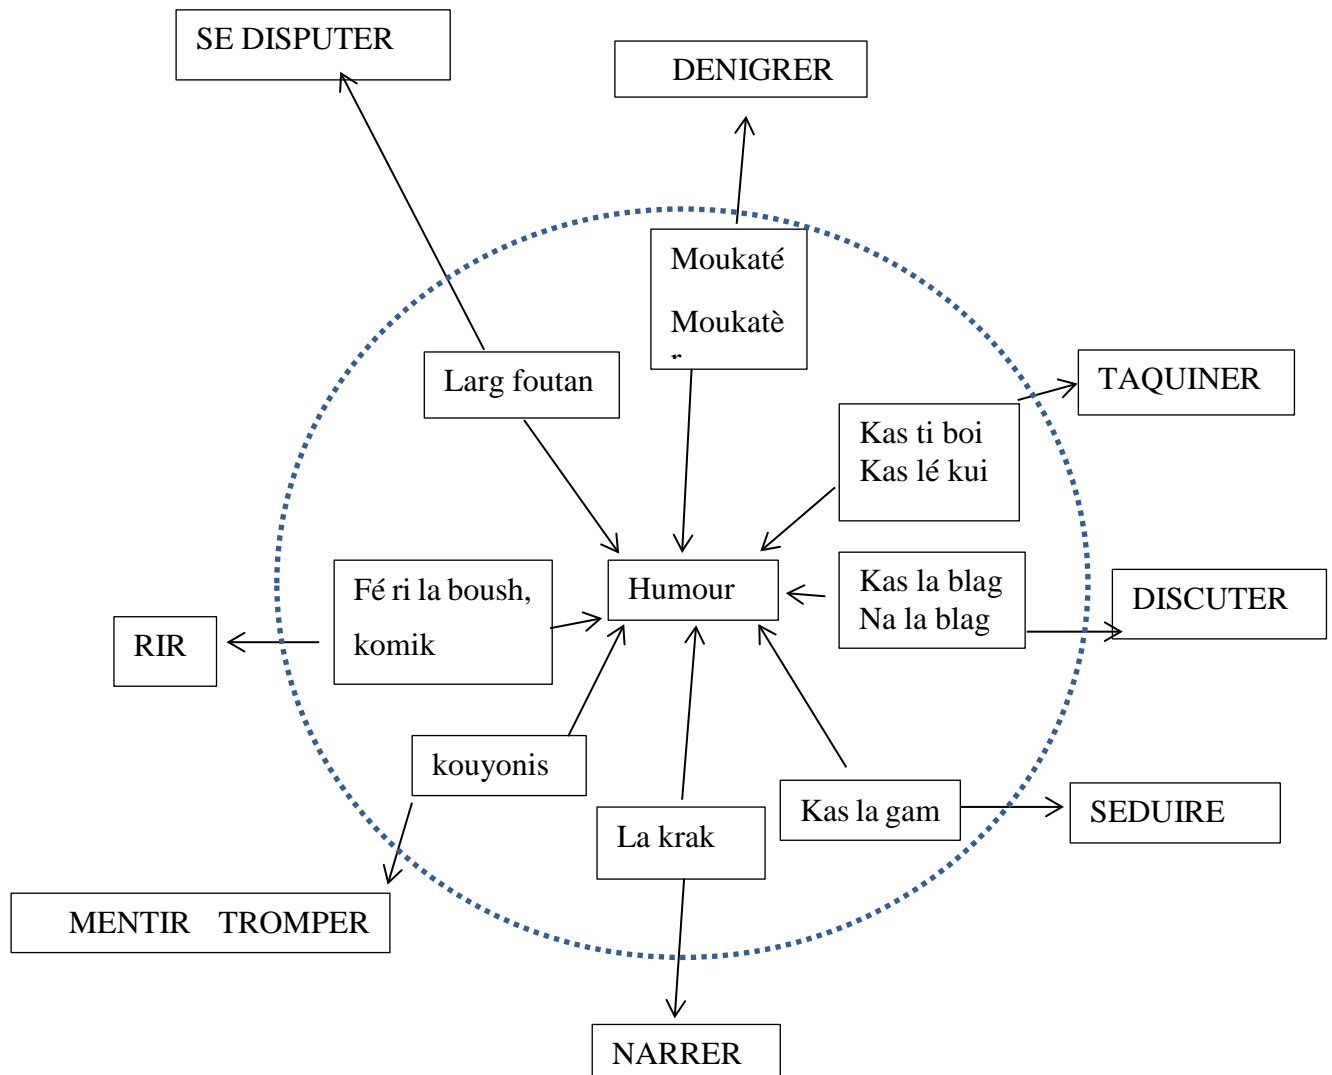 SE DISPUTER
DENIGRER
Moukaté
Moukatèr
Larg foutan
TAQUINER
Kas ti boi
Kas lé kui
Fé ri la boush,
komik
Humour
Kas la blag
Na la blag
DISCUTER
RIR
kouyonis
La krak
Kas la gam
SEDUIRE
MENTIR TROMPER
NARRER